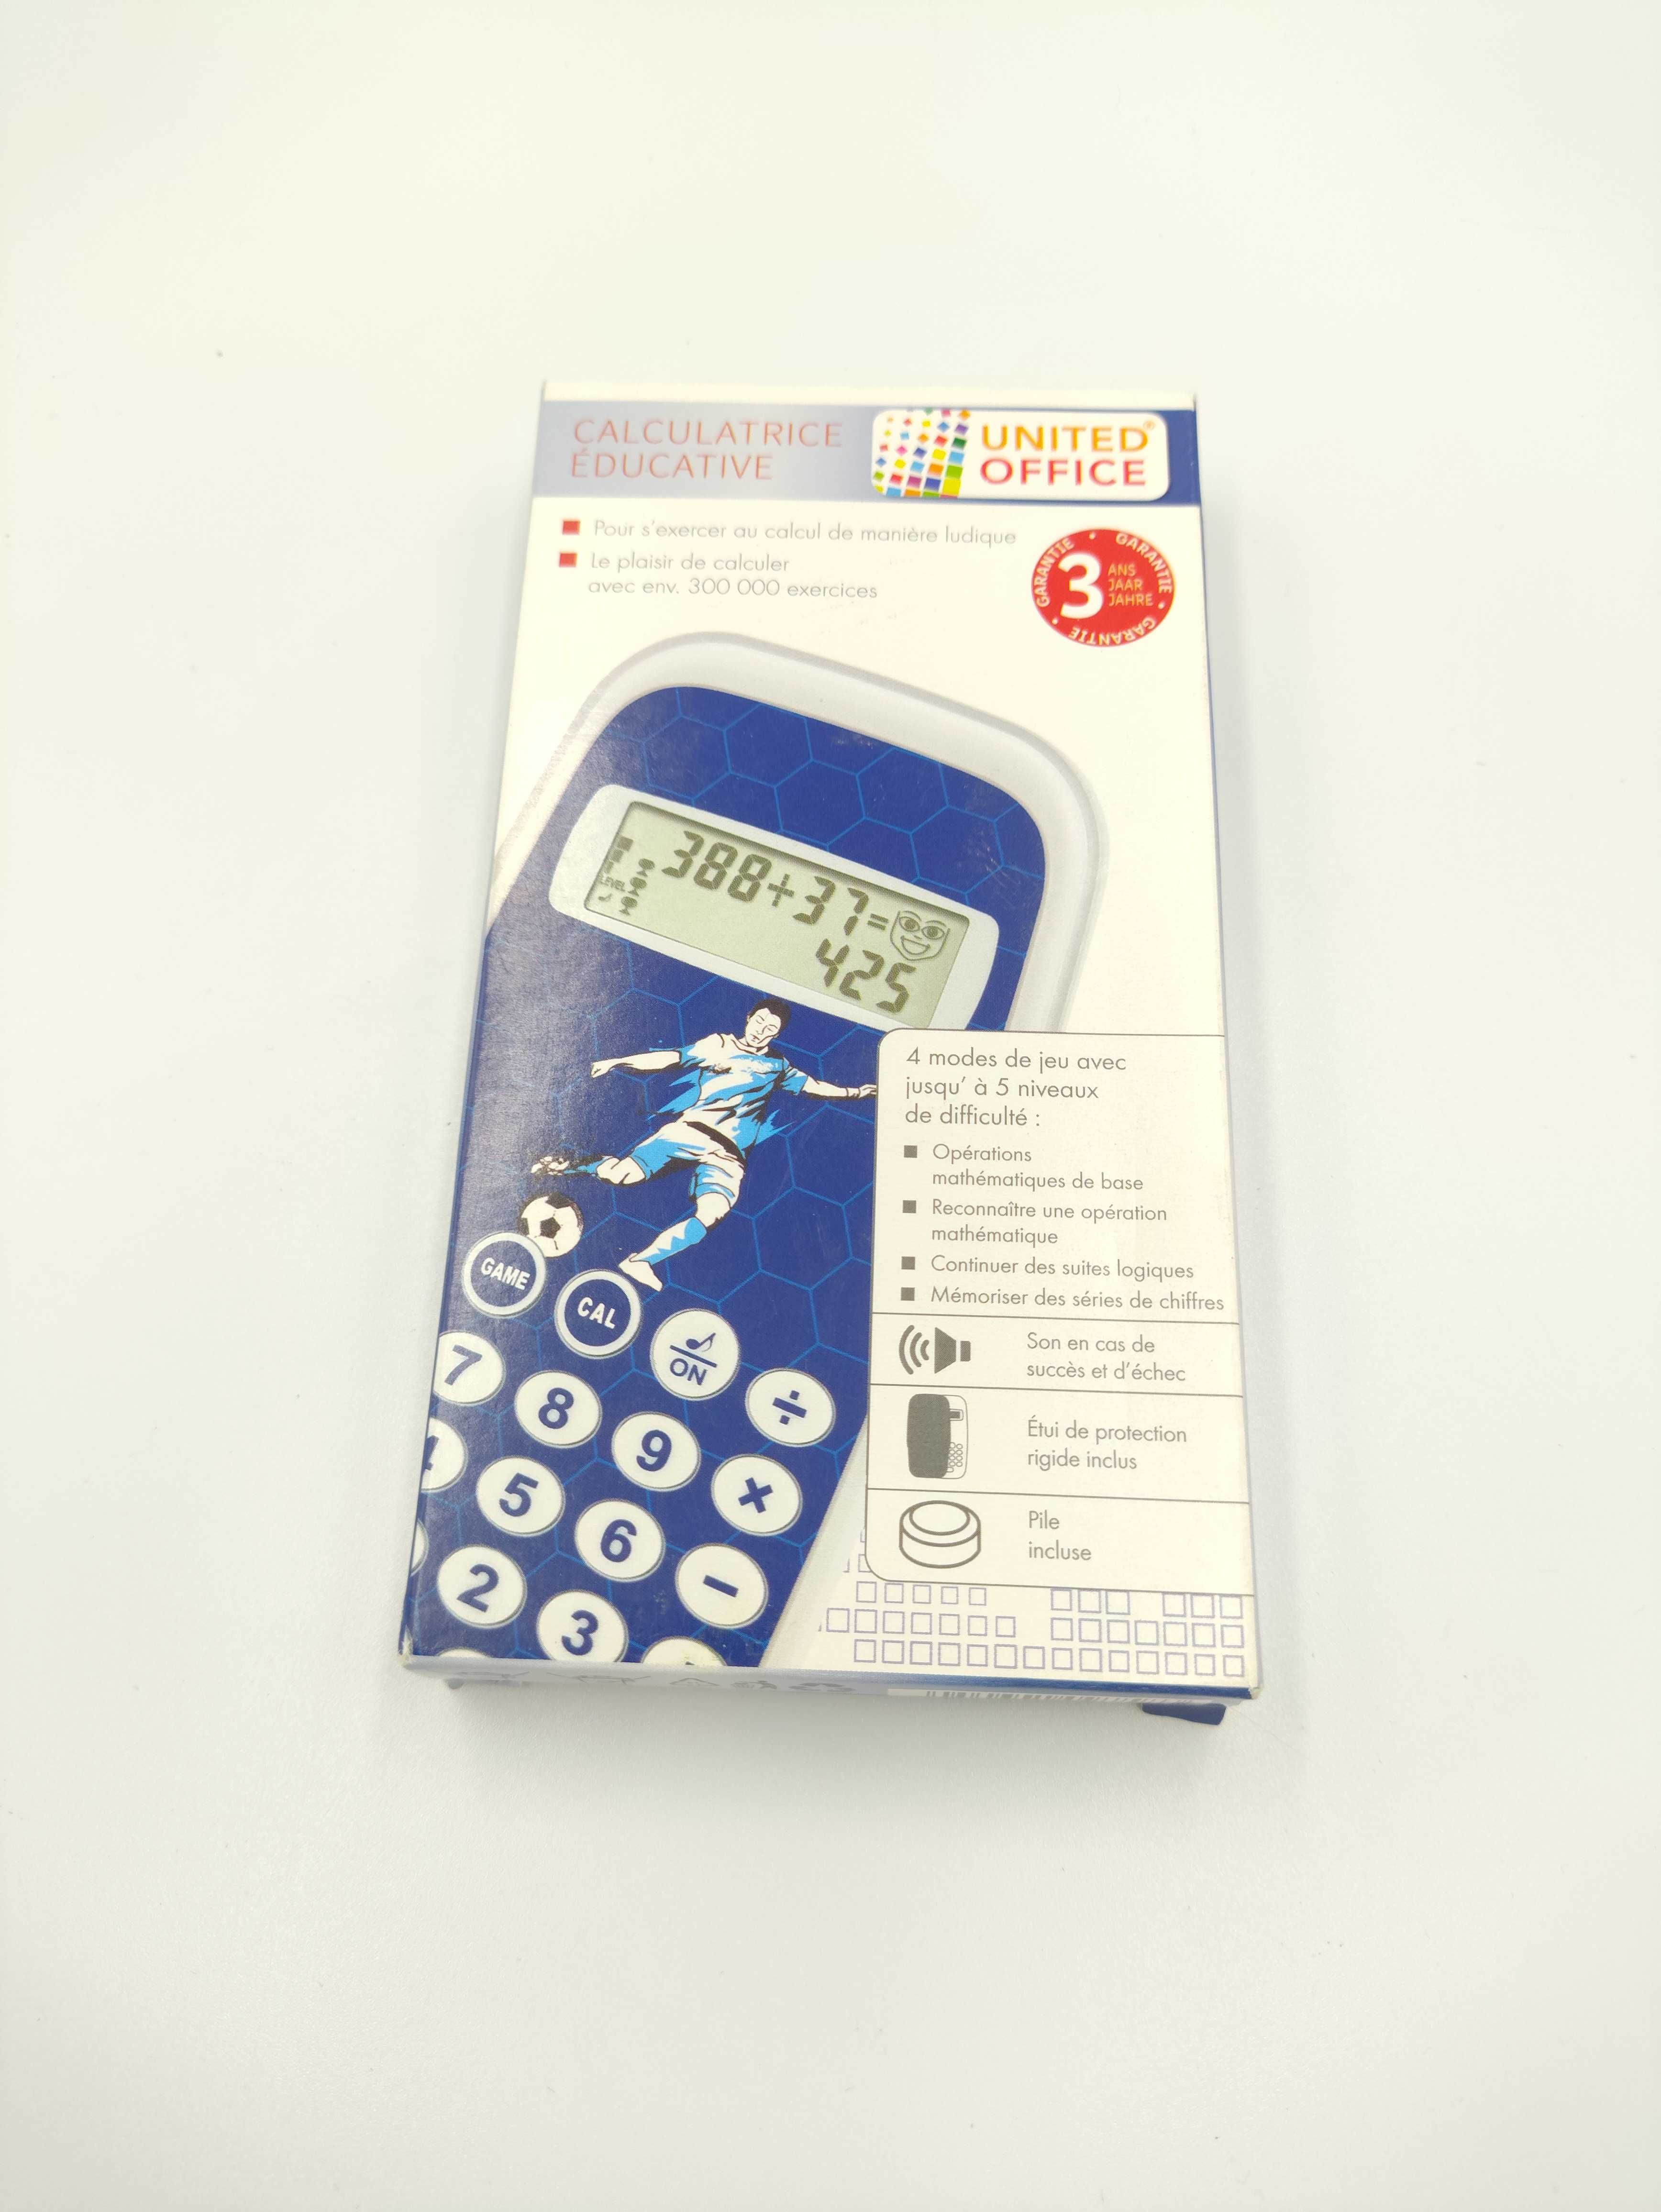 CALCULATRICE
ÉDUCATIVE
UNITED®
OFFICE
Pour s'exercer au calcul de manière ludique
Le plaisir de calculer
avec env. 300 000 exercices
GARANTIE • GARANTIE • GARANTIE •
3
ANS
JAAR
JAHRE
388+37=
425
LEVEL
4 modes de jeu avec
jusqu' à 5 niveaux
de difficulté :
Opérations
mathématiques de base
Reconnaître une opération
mathématique
Continuer des suites logiques
Mémoriser des séries de chiffres
Son en cas de
succès et d'échec
Étui de protection
rigide inclus
Pile
incluse
GAME
CAL
ON
÷
7
8
9
×
4
5
6
−
2
3